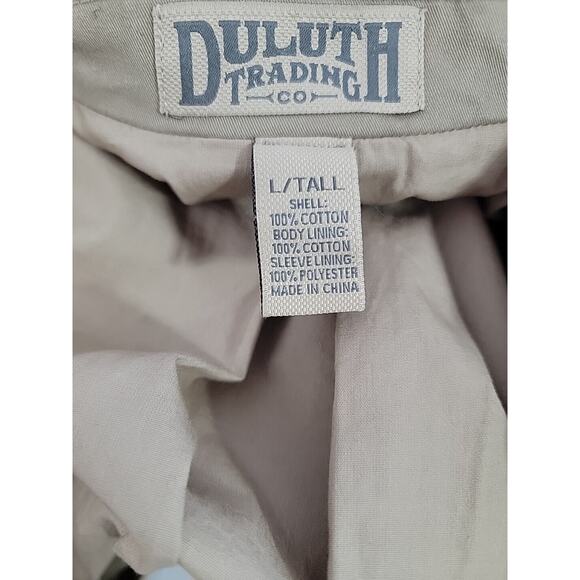 DULUTH
TRADING
CO
L/TALL
SHELL:
100% COTTON
BODY LINING:
100% COTTON
SLEEVE LINING:
100% POLYESTER
MADE IN CHINA